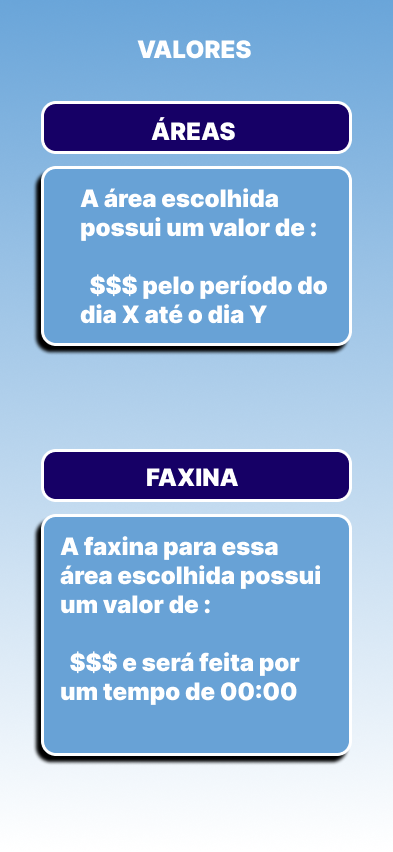 VALORES
ÁREAS
A área escolhida
possui um valor de :
$$$ pelo período do
dia X até o dia Y
FAXINA
A faxina para essa
área escolhida possui
um valor de :
$$$ e será feita por
um tempo de 00:00